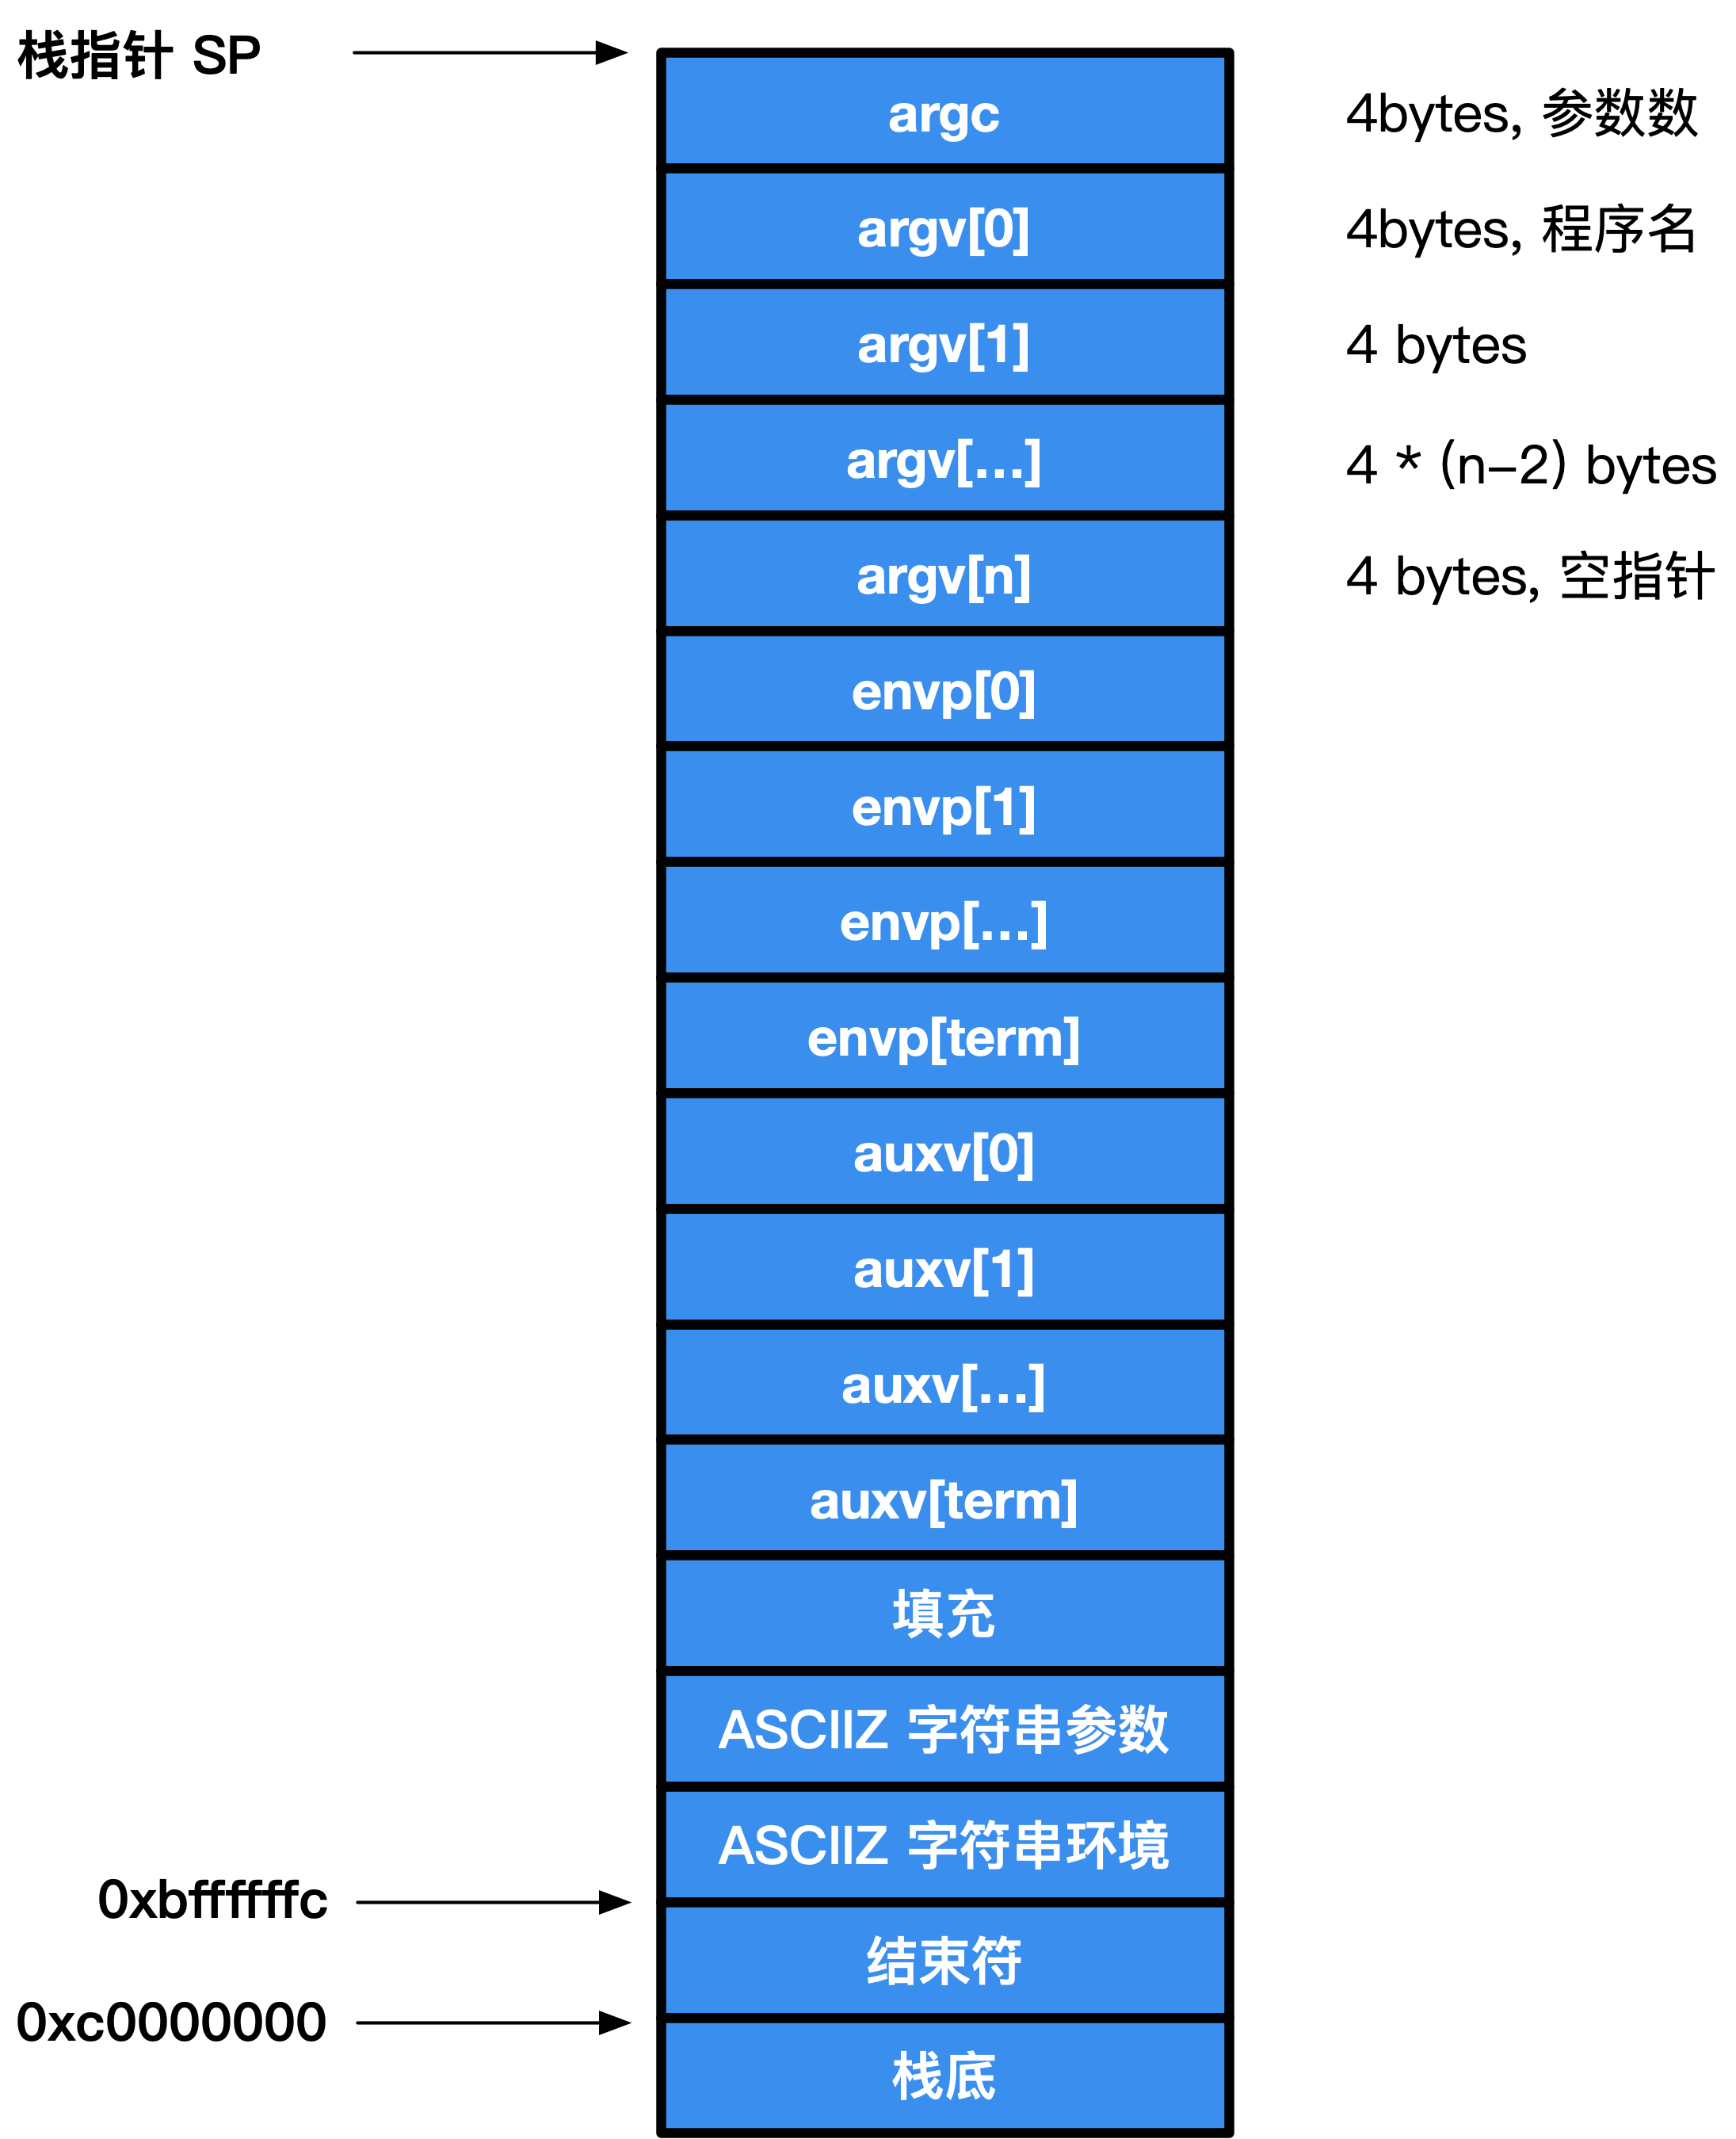 栈指针 SP
argc
4bytes, 参数数
argv[0]
4bytes, 程序名
argv[1]
4 bytes
argv[...]
4 * (n-2) bytes
argv[n]
4 bytes, 空指针
envp[0]
envp[1]
envp[...]
envp[term]
auxv[0]
auxv[1]
auxv[...]
auxv[term]
填充
ASCIIZ 字符串参数
ASCIIZ 字符串环境
0xbffffffc
结束符
0xc0000000
栈底